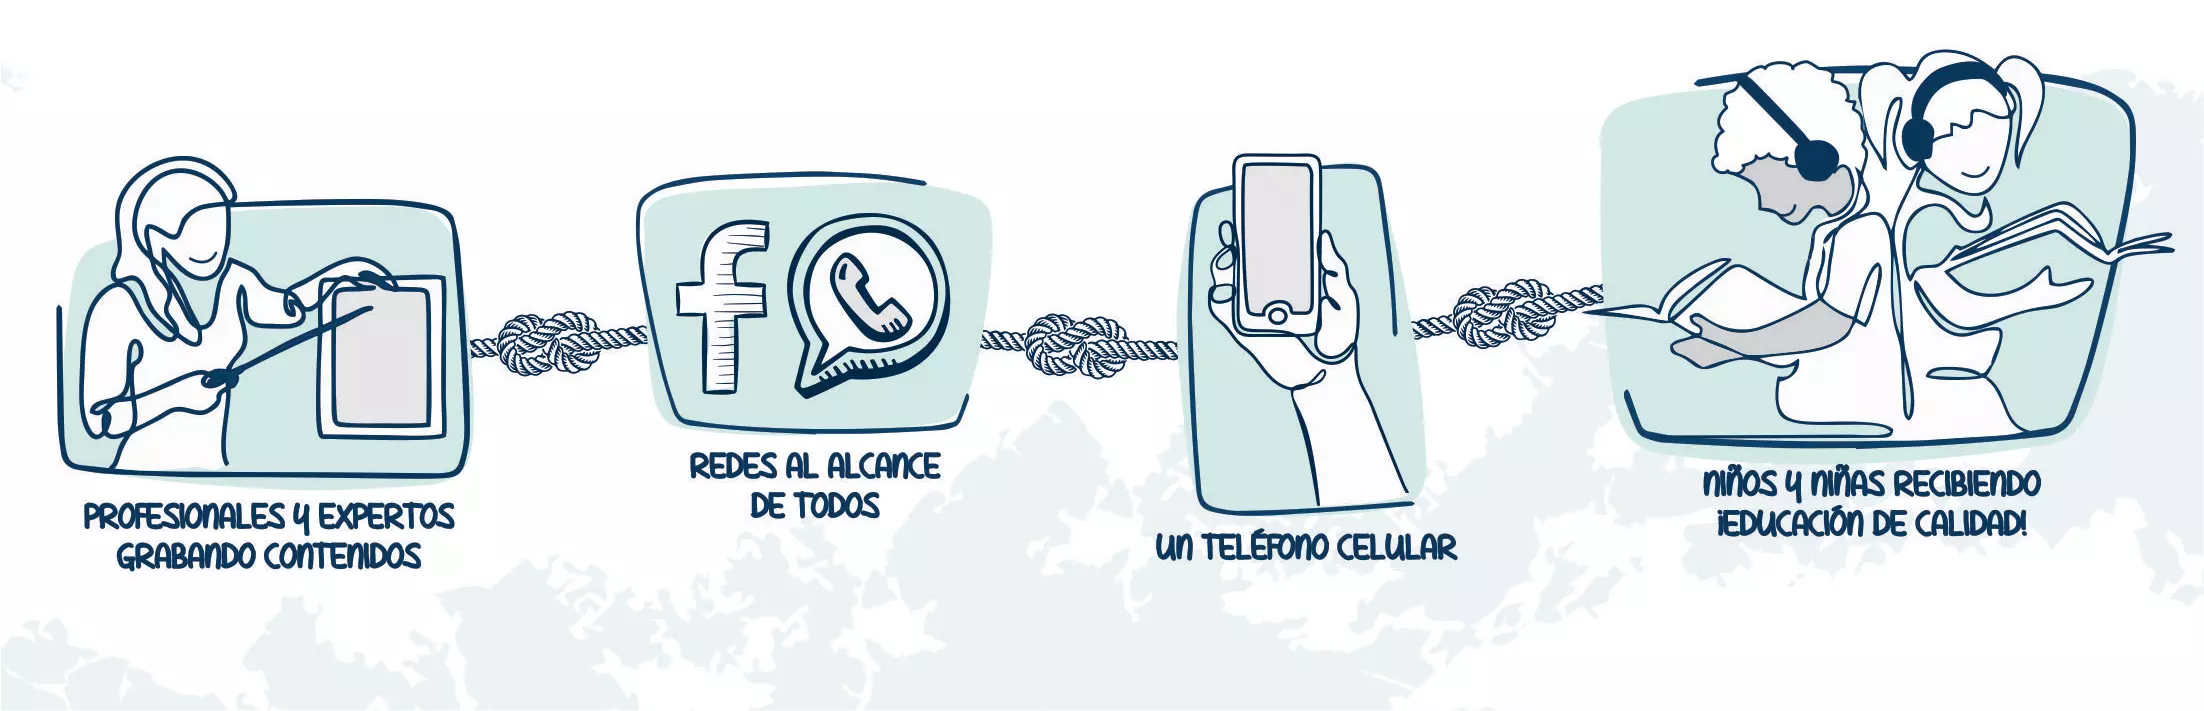 PROFESIONALES Y EXPERTOS
GRABANDO CONTENIDOS
REDES AL ALCANCE
DE TODOS
UN TELÉFONO CELULAR
NIÑOS Y NIÑAS RECIBIENDO
¡EDUCACIÓN DE CALIDAD!